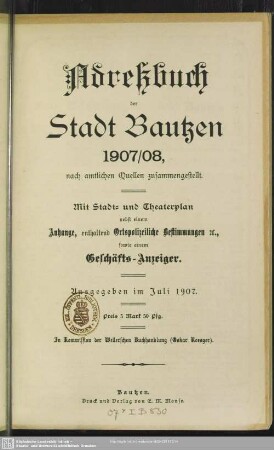 Adreßbuch
der
Stadt Bautzen
1907/08,
nach amtlichen Quellen zusammengestellt.
Mit Stadt- und Theaterplan
nebst einem
Anhange, enthaltend Ortspolizeiliche Bestimmungen ꝛc.,
sowie einem
Geschäfts-Anzeiger.
Ausgegeben im Juli 1907.
Preis 5 Mark 50 Pfg.
In Kommission der Weller'schen Buchhandlung (Oskar Roesger).
Bautzen.
Druck und Verlag von E. M. Monse.